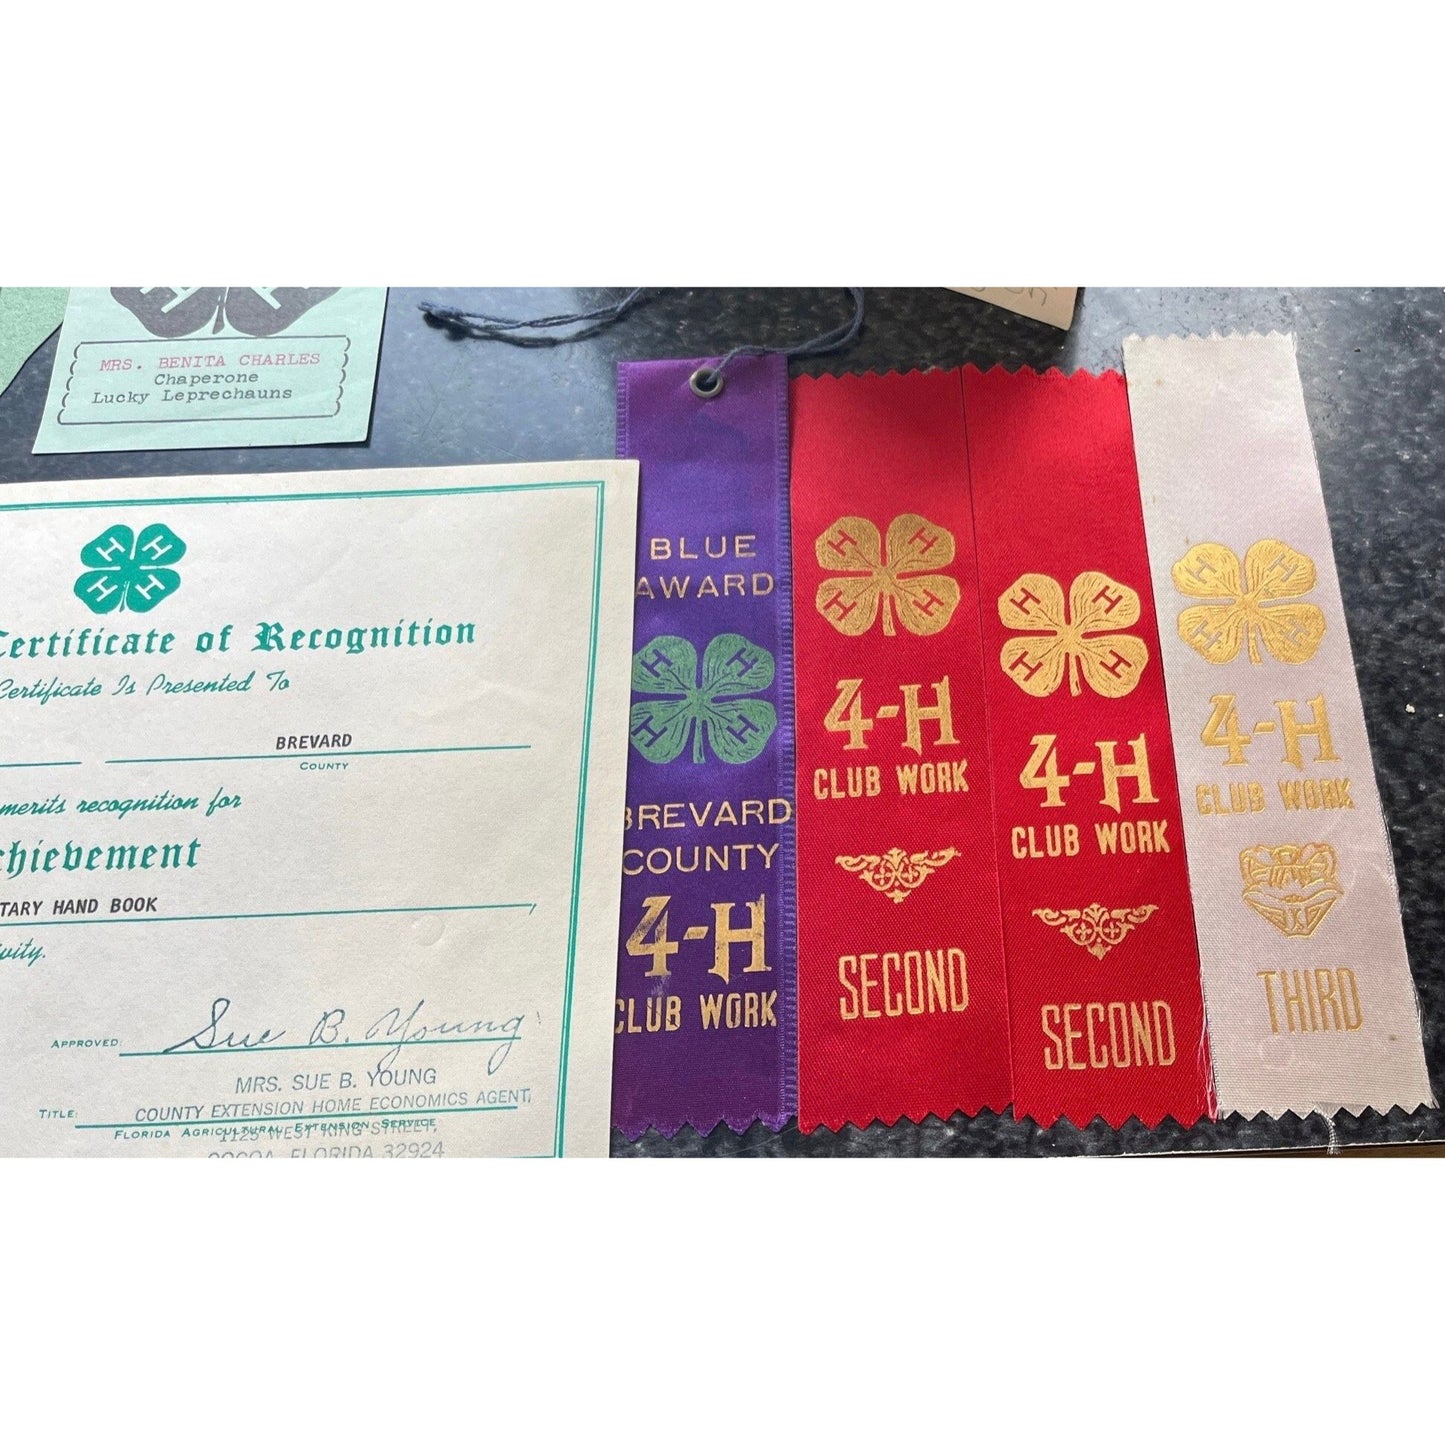 MRS. BENITA CHARLES
Chaperone
Lucky Leprechauns
H H
H H
Certificate of Recognition
Certificate Is Presented To
BREVARD
COUNTY
merits recognition for
chievement
TARY HAND BOOK
vity.
APPROVED: Sue B. Young
MRS. SUE B. YOUNG
TITLE: COUNTY EXTENSION HOME ECONOMICS AGENT,
FLORIDA AGRICULTURAL EXTENSION SERVICE
1125 WEST KING STREET,
COCOA, FLORIDA 32924
BLUE
AWARD
H H
H H
BREVARD
COUNTY
4-H
CLUB WORK
H H
H H
4-H
CLUB WORK
SECOND
H H
H H
4-H
CLUB WORK
SECOND
H H
H H
4-H
CLUB WORK
THIRD